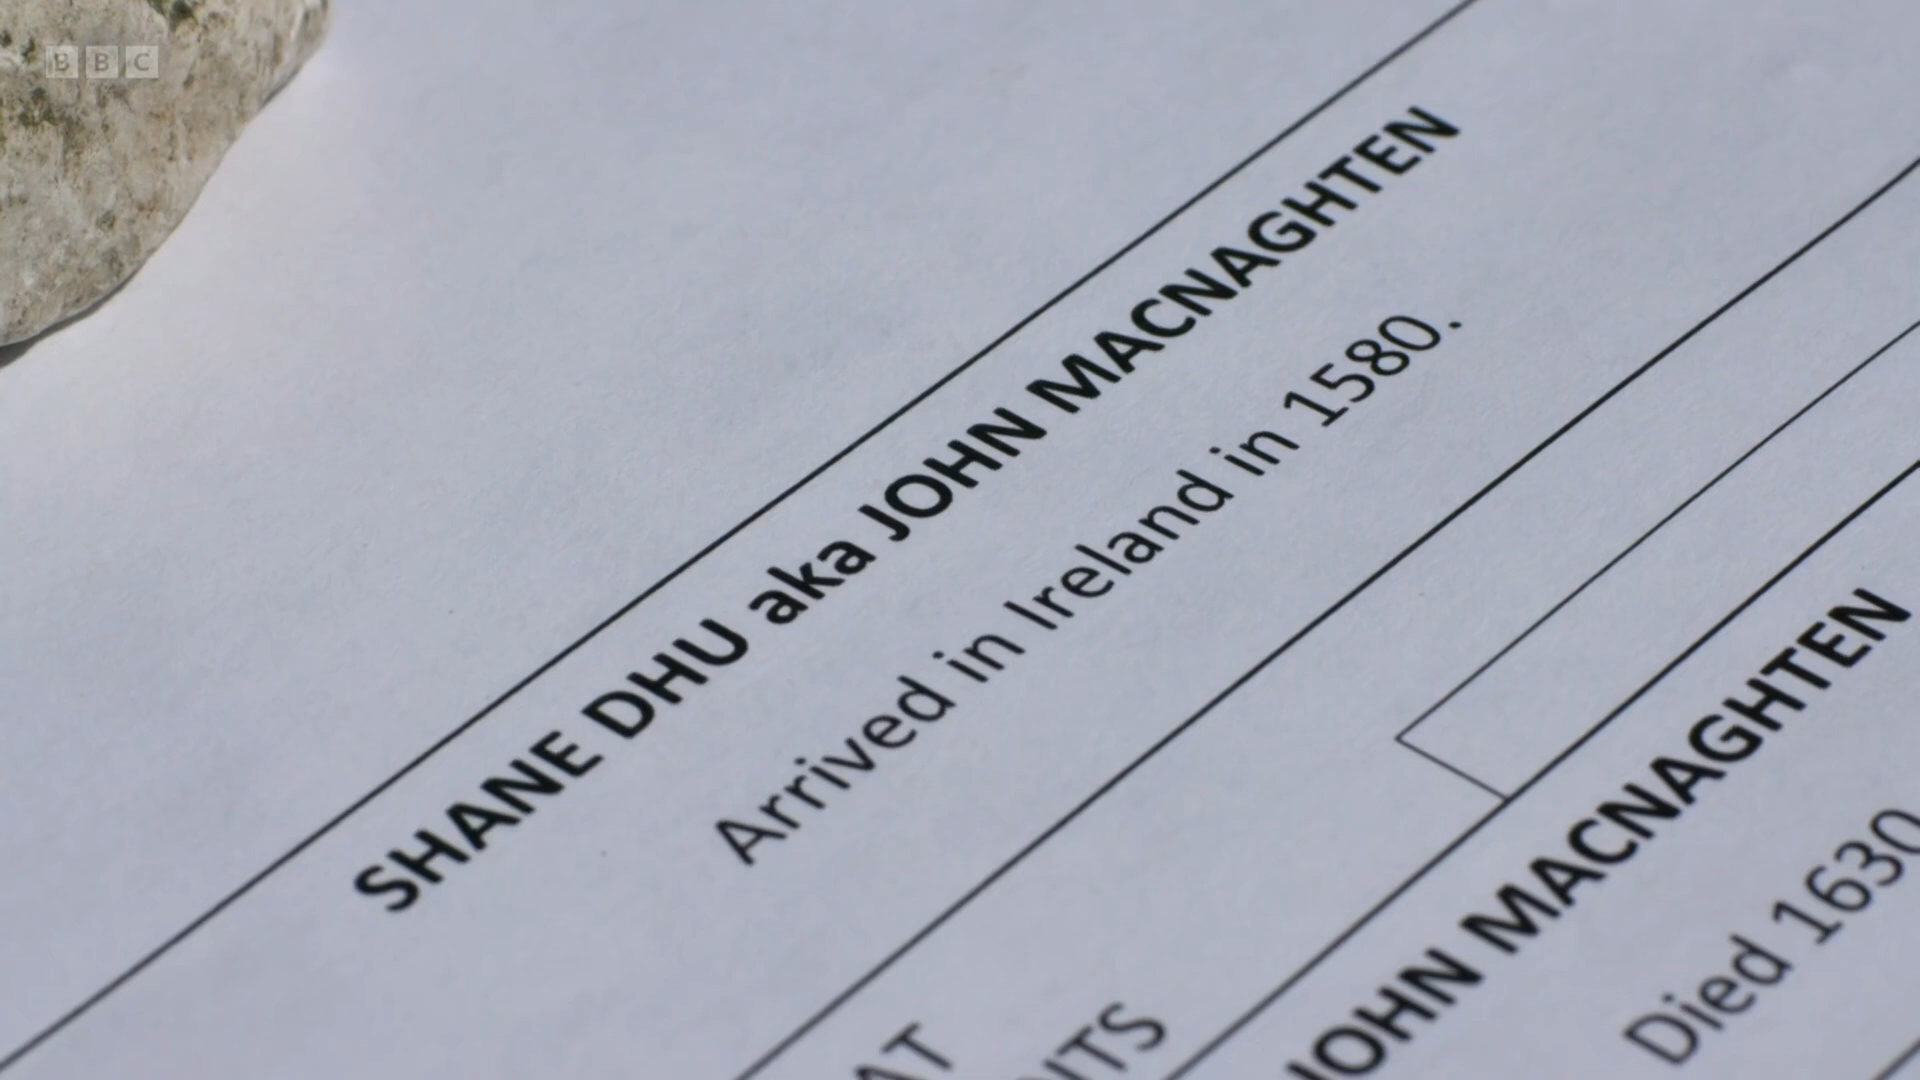 BBC
SHANE DHU aka JOHN MACNAGHTEN
Arrived in Ireland in 1580.
JOHN MACNAGHTEN
Died 1630